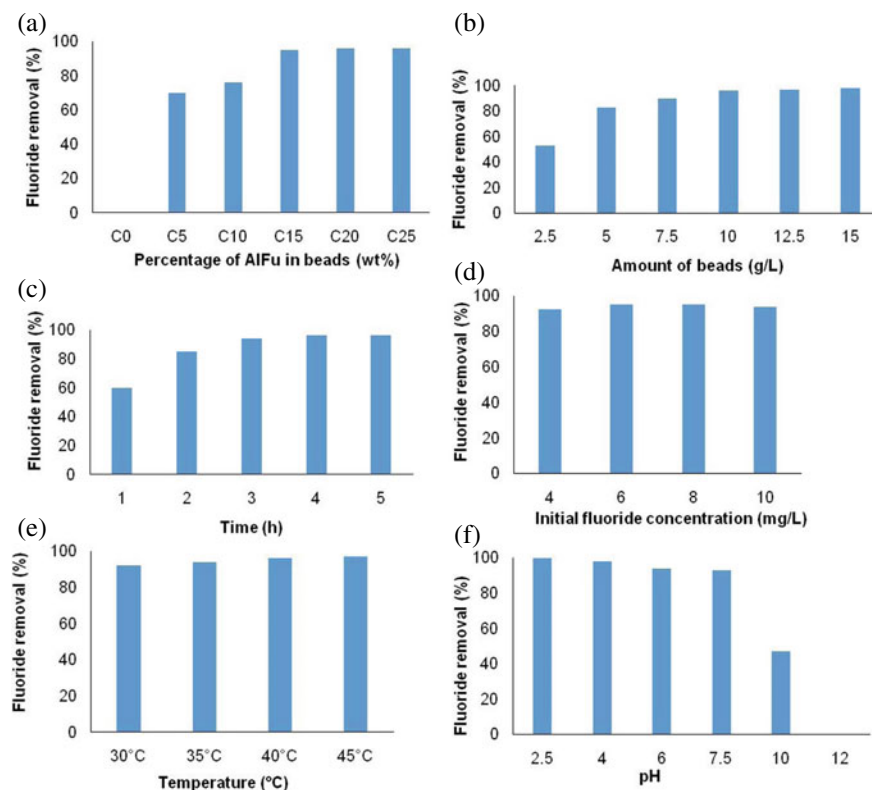 (a)
100
80
60
40
20
0
Fluoride removal (%)
C0 C5 C10 C15 C20 C25
Percentage of AlFu in beads (wt%)
(b)
100
80
60
40
20
0
Fluoride removal (%)
2.5 5 7.5 10 12.5 15
Amount of beads (g/L)
(c)
100
80
60
40
20
0
Fluoride removal (%)
1 2 3 4 5
Time (h)
(d)
100
80
60
40
20
0
Fluoride removal (%)
4 6 8 10
Initial fluoride concentration (mg/L)
(e)
100
80
60
40
20
0
Fluoride removal (%)
30°C 35°C 40°C 45°C
Temperature (°C)
(f)
100
80
60
40
20
0
Fluoride removal (%)
2.5 4 6 7.5 10 12
pH